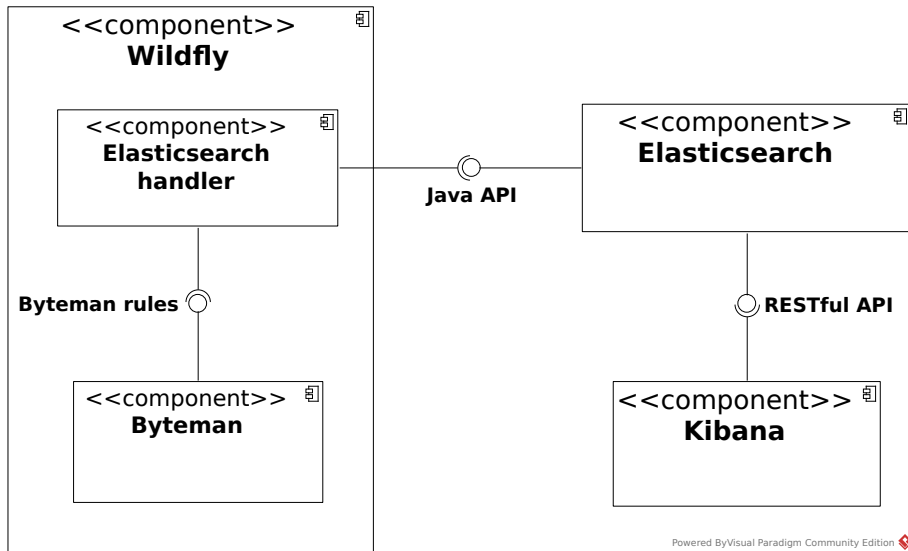 <<component>>
Wildfly
<<component>>
Elasticsearch
handler
<<component>>
Elasticsearch
Java API
Byteman rules
RESTful API
<<component>>
Byteman
<<component>>
Kibana
Powered ByVisual Paradigm Community Edition